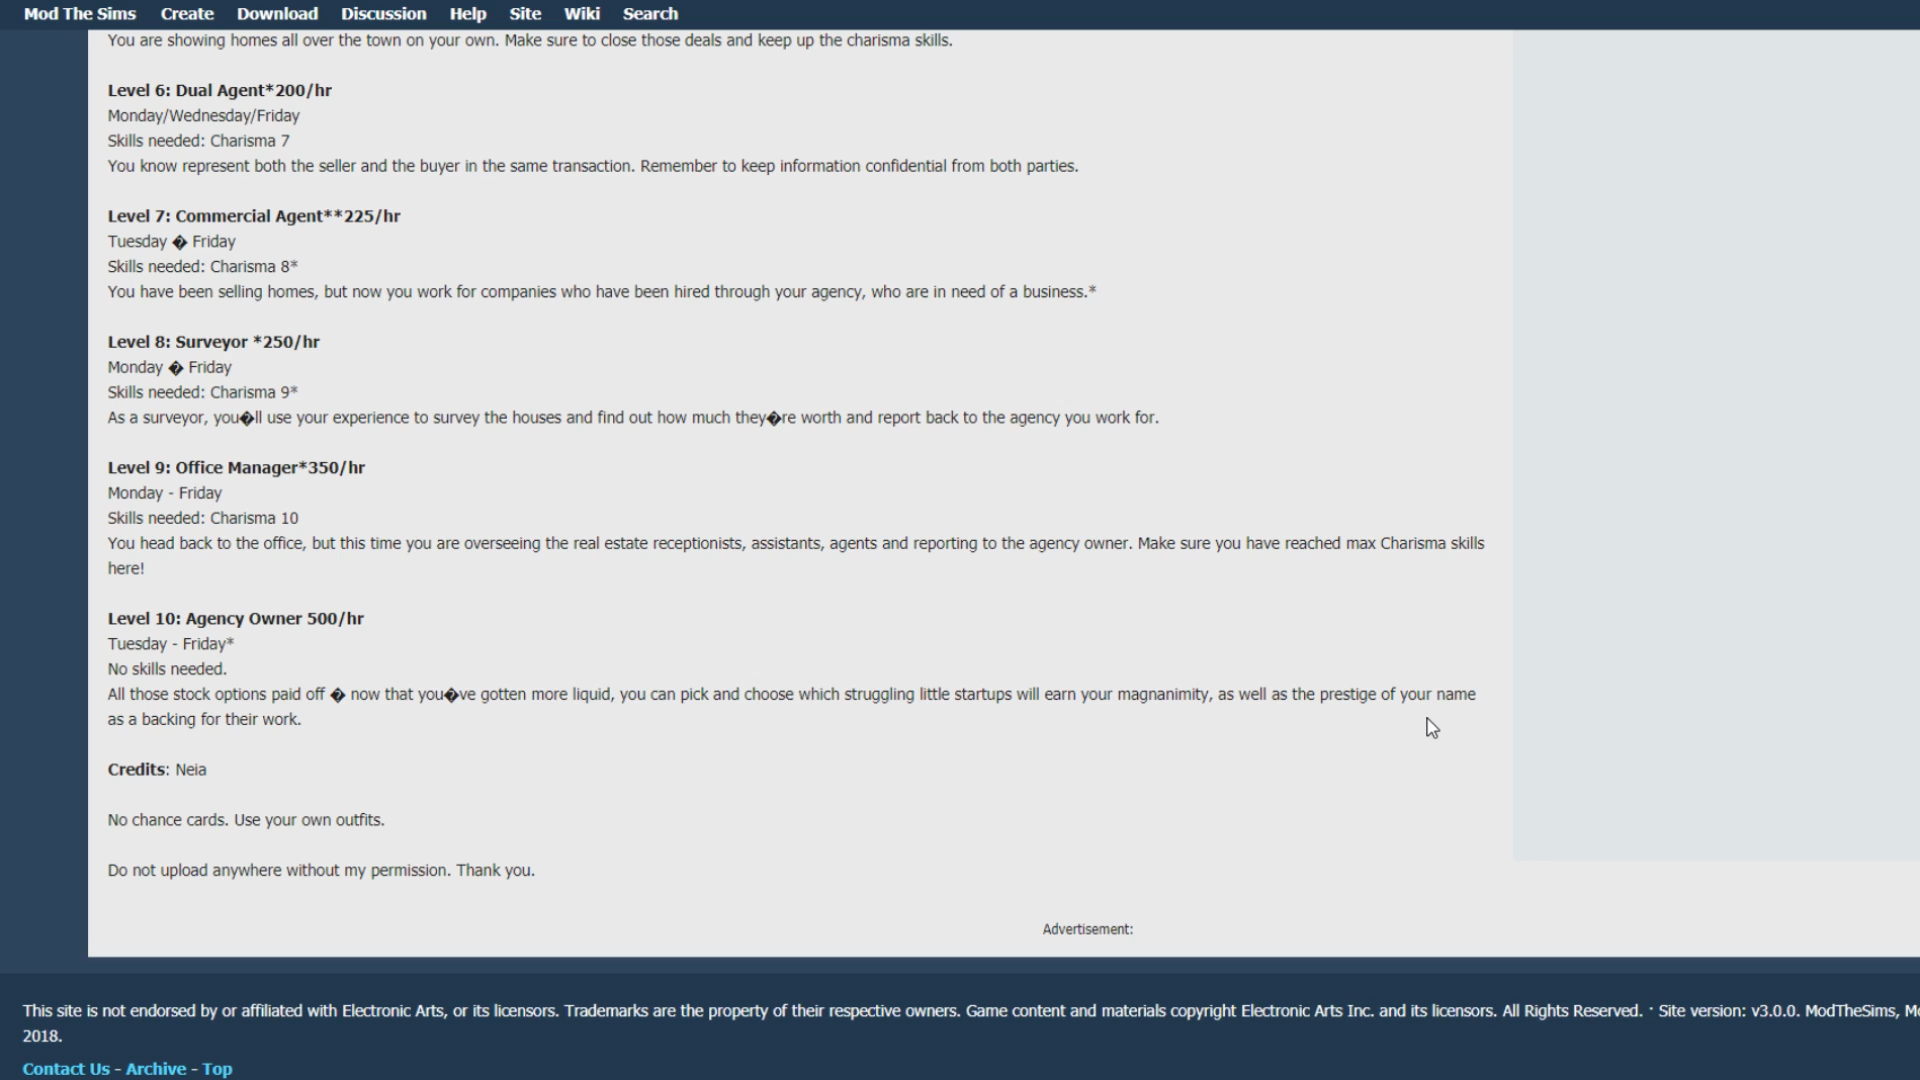 Mod The Sims Create Download Discussion Help Site Wiki Search
You are showing homes all over the town on your own. Make sure to close those deals and keep up the charisma skills.
Level 6: Dual Agent*200/hr
Monday/Wednesday/Friday
Skills needed: Charisma 7
You know represent both the seller and the buyer in the same transaction. Remember to keep information confidential from both parties.
Level 7: Commercial Agent**225/hr
Tuesday � Friday
Skills needed: Charisma 8*
You have been selling homes, but now you work for companies who have been hired through your agency, who are in need of a business.*
Level 8: Surveyor *250/hr
Monday � Friday
Skills needed: Charisma 9*
As a surveyor, you�ll use your experience to survey the houses and find out how much they�re worth and report back to the agency you work for.
Level 9: Office Manager*350/hr
Monday - Friday
Skills needed: Charisma 10
You head back to the office, but this time you are overseeing the real estate receptionists, assistants, agents and reporting to the agency owner. Make sure you have reached max Charisma skills
here!
Level 10: Agency Owner 500/hr
Tuesday - Friday*
No skills needed.
All those stock options paid off � now that you�ve gotten more liquid, you can pick and choose which struggling little startups will earn your magnanimity, as well as the prestige of your name
as a backing for their work.
Credits: Neia
No chance cards. Use your own outfits.
Do not upload anywhere without my permission. Thank you.
Advertisement:
This site is not endorsed by or affiliated with Electronic Arts, or its licensors. Trademarks are the property of their respective owners. Game content and materials copyright Electronic Arts Inc. and its licensors. All Rights Reserved. · Site version: v3.0.0. ModTheSims,
2018.
Contact Us - Archive - Top